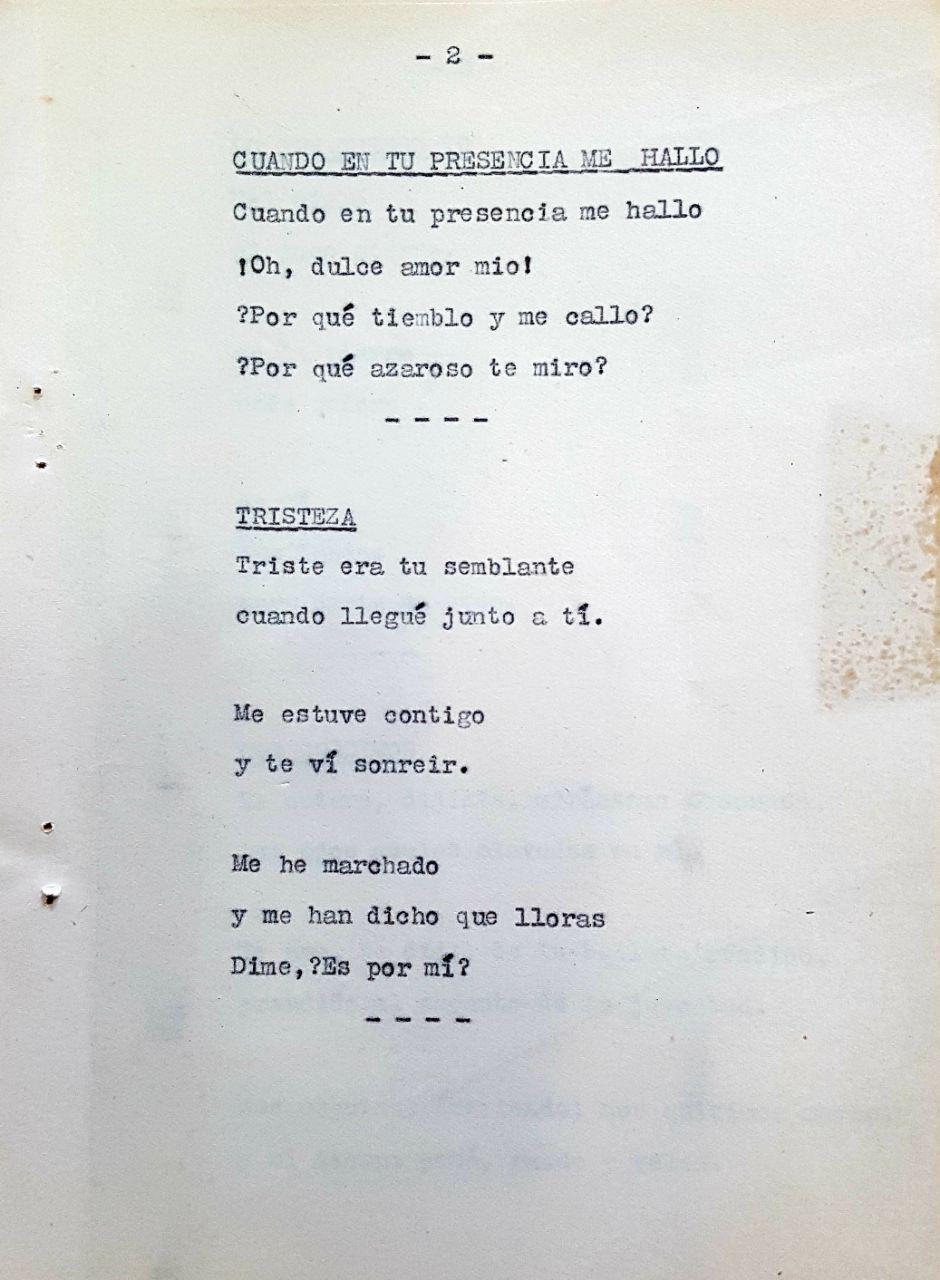 - 2 -
CUANDO EN TU PRESENCIA ME HALLO
Cuando en tu presencia me hallo
!Oh, dulce amor mio!
?Por qué tiemblo y me callo?
?Por qué azaroso te miro?
- - - -
TRISTEZA
Triste era tu semblante
cuando llegué junto a tí.
Me estuve contigo
y te ví sonreir.
Me he marchado
y me han dicho que lloras
Dime,?Es por mí?
- - - -